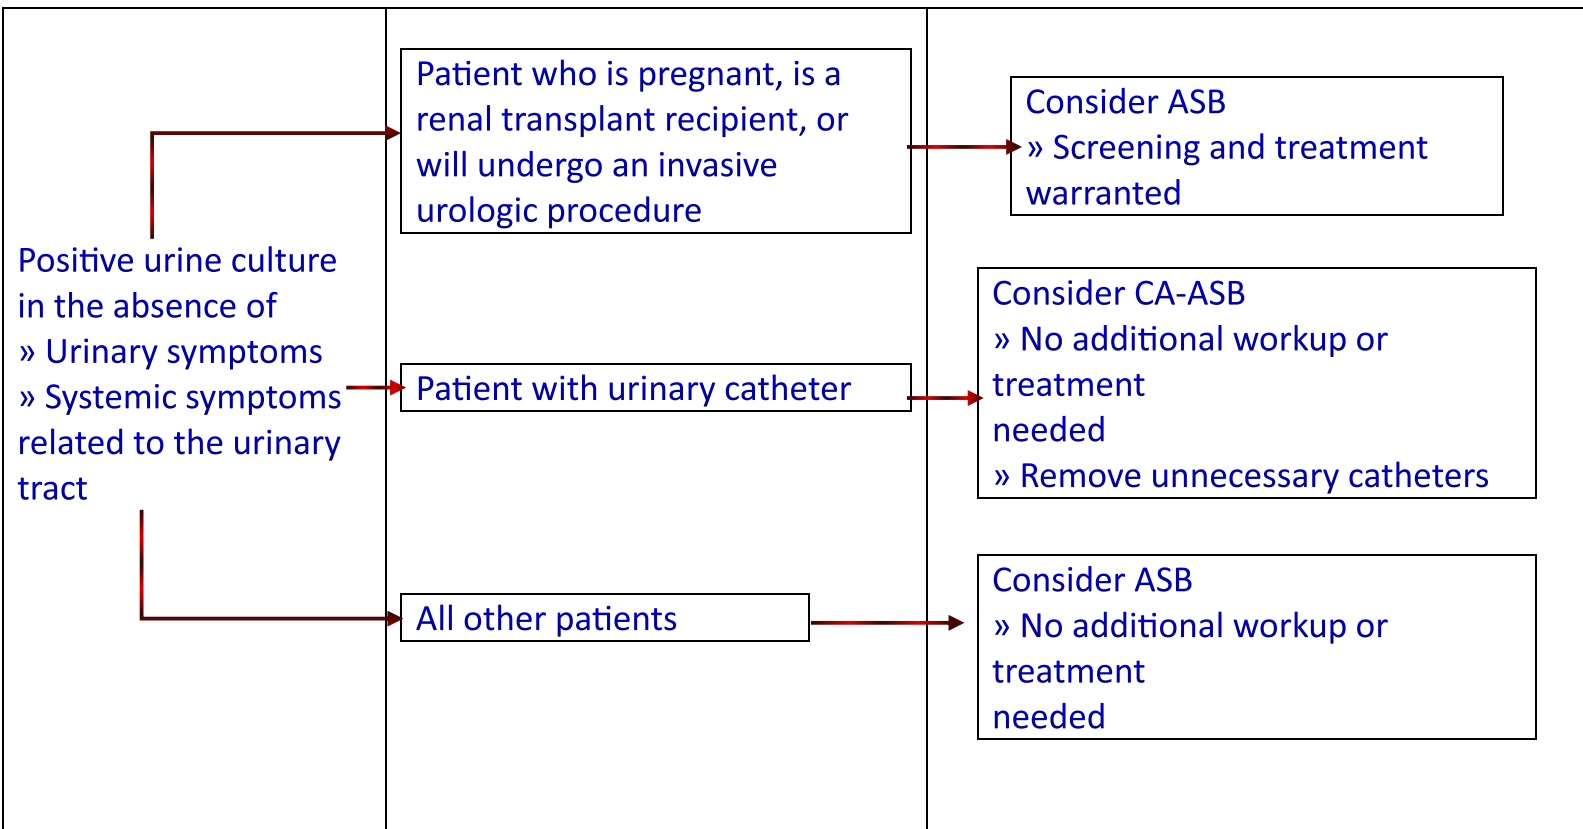 Positive urine culture
in the absence of
» Urinary symptoms
» Systemic symptoms
related to the urinary
tract
Patient who is pregnant, is a
renal transplant recipient, or
will undergo an invasive
urologic procedure
Consider ASB
» Screening and treatment
warranted
Patient with urinary catheter
Consider CA-ASB
» No additional workup or
treatment
needed
» Remove unnecessary catheters
All other patients
Consider ASB
» No additional workup or
treatment
needed